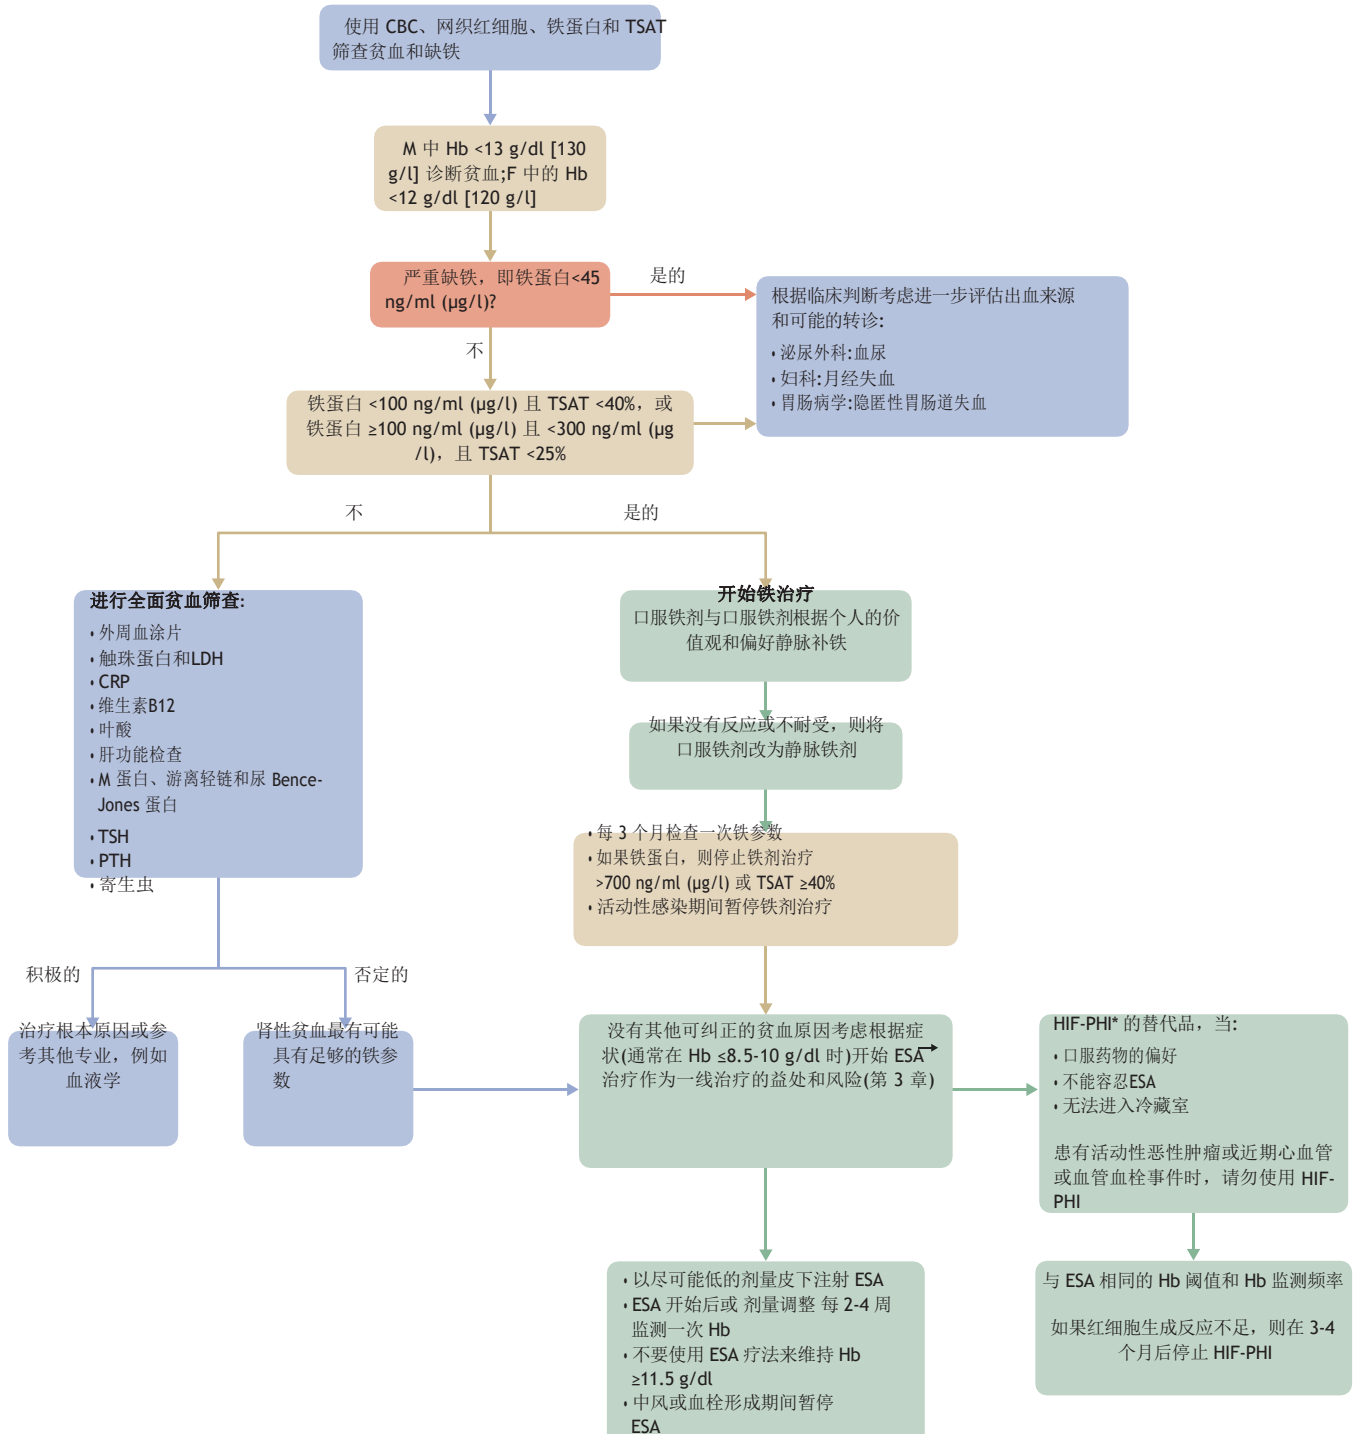 使用 CBC、网织红细胞、铁蛋白和 TSAT
筛查贫血和缺铁
M 中 Hb <13 g/dl [130
g/l] 诊断贫血;F 中的 Hb
<12 g/dl [120 g/l]
严重缺铁，即铁蛋白<45
ng/ml (µg/l)?
是的
不
根据临床判断考虑进一步评估出血来源
和可能的转诊:
• 泌尿外科:血尿
• 妇科:月经失血
• 胃肠病学:隐匿性胃肠道失血
铁蛋白 <100 ng/ml (µg/l) 且 TSAT <40%，或
铁蛋白 ≥100 ng/ml (µg/l) 且 <300 ng/ml (µg
/l)，且 TSAT <25%
不
是的
进行全面贫血筛查:
• 外周血涂片
• 触珠蛋白和LDH
• CRP
• 维生素B12
• 叶酸
• 肝功能检查
• M 蛋白、游离轻链和尿 Bence-
Jones 蛋白
• TSH
• PTH
• 寄生虫
开始铁治疗
口服铁剂与口服铁剂根据个人的价
值观和偏好静脉补铁
如果没有反应或不耐受，则将
口服铁剂改为静脉铁剂
• 每 3 个月检查一次铁参数
• 如果铁蛋白，则停止铁剂治疗
>700 ng/ml (µg/l) 或 TSAT ≥40%
• 活动性感染期间暂停铁剂治疗
积极的
否定的
治疗根本原因或参
考其他专业，例如
血液学
肾性贫血最有可能
具有足够的铁参
数
没有其他可纠正的贫血原因考虑根据症
状(通常在 Hb ≤8.5-10 g/dl 时)开始 ESA
治疗作为一线治疗的益处和风险(第 3 章)
HIF-PHI* 的替代品，当:
• 口服药物的偏好
• 不能容忍ESA
• 无法进入冷藏室
患有活动性恶性肿瘤或近期心血管
或血管血栓事件时，请勿使用 HIF-
PHI
• 以尽可能低的剂量皮下注射 ESA
• ESA 开始后或 剂量调整 每 2-4 周
监测一次 Hb
• 不要使用 ESA 疗法来维持 Hb
≥11.5 g/dl
• 中风或血栓形成期间暂停
ESA
与 ESA 相同的 Hb 阈值和 Hb 监测频率
如果红细胞生成反应不足，则在 3-4
个月后停止 HIF-PHI